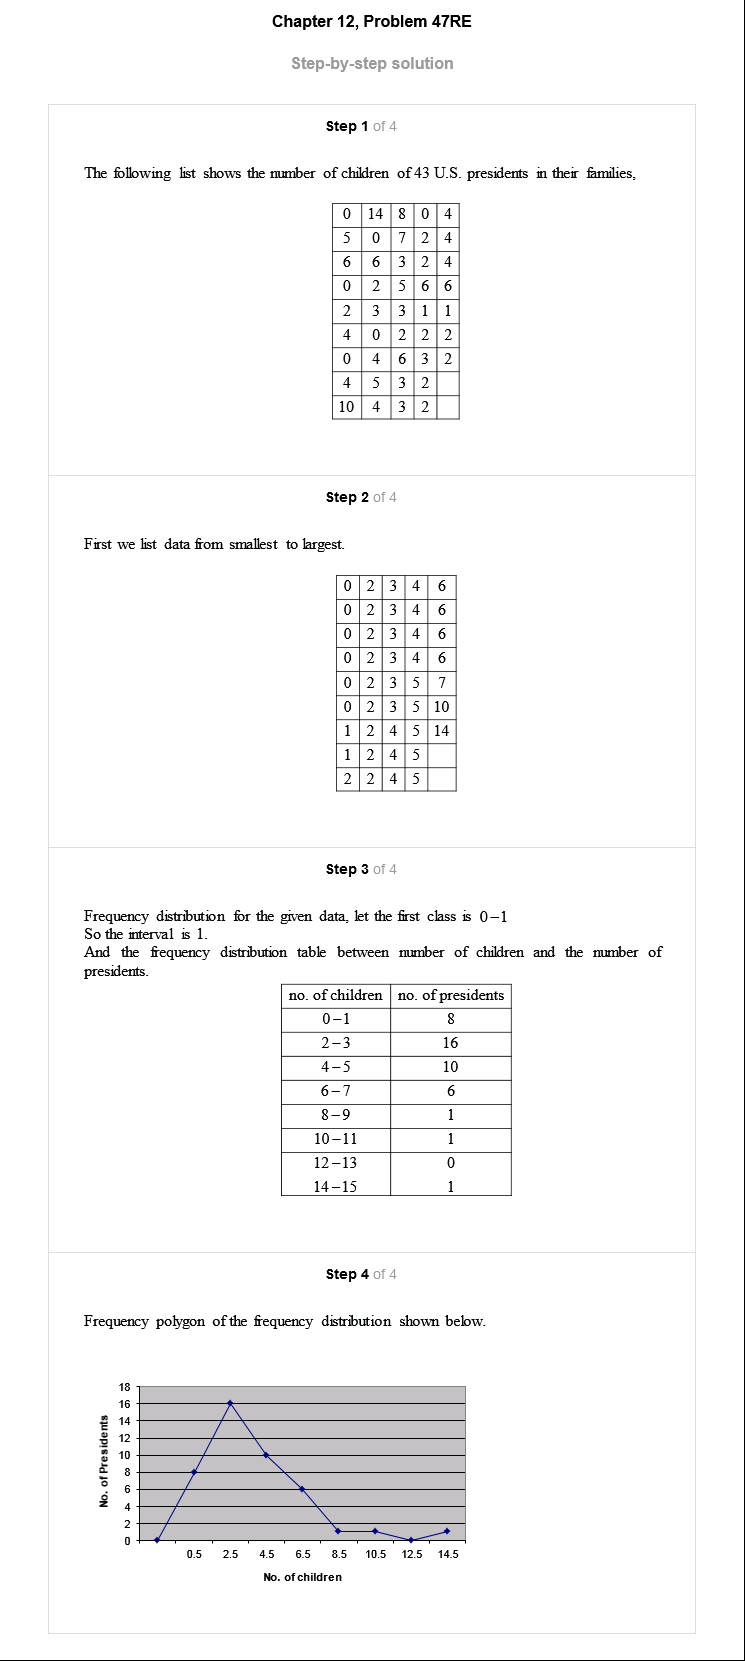 Chapter 12, Problem 47RE
Step-by-step solution
Step 1 of 4
The following list shows the number of children of 43 U.S. presidents in their families,
0 14 8 0 4
5 0 7 2 4
6 6 3 2 4
0 2 5 6 6
2 3 3 1 1
4 0 2 2 2
0 4 6 3 2
4 5 3 2
10 4 3 2
Step 2 of 4
First we list data from smallest to largest.
0 2 3 4 6
0 2 3 4 6
0 2 3 4 6
0 2 3 4 6
0 2 3 5 7
0 2 3 5 10
1 2 4 5 14
1 2 4 5
2 2 4 5
Step 3 of 4
Frequency distribution for the given data, let the first class is 0–1
So the interval is 1.
And the frequency distribution table between number of children and the number of
presidents.
no. of children no. of presidents
0–1 8
2–3 16
4–5 10
6–7 6
8–9 1
10–11 1
12–13 0
14–15 1
Step 4 of 4
Frequency polygon of the frequency distribution shown below.
No. of Presidents
18
16
14
12
10
8
6
4
2
0
0.5 2.5 4.5 6.5 8.5 10.5 12.5 14.5
No. of children